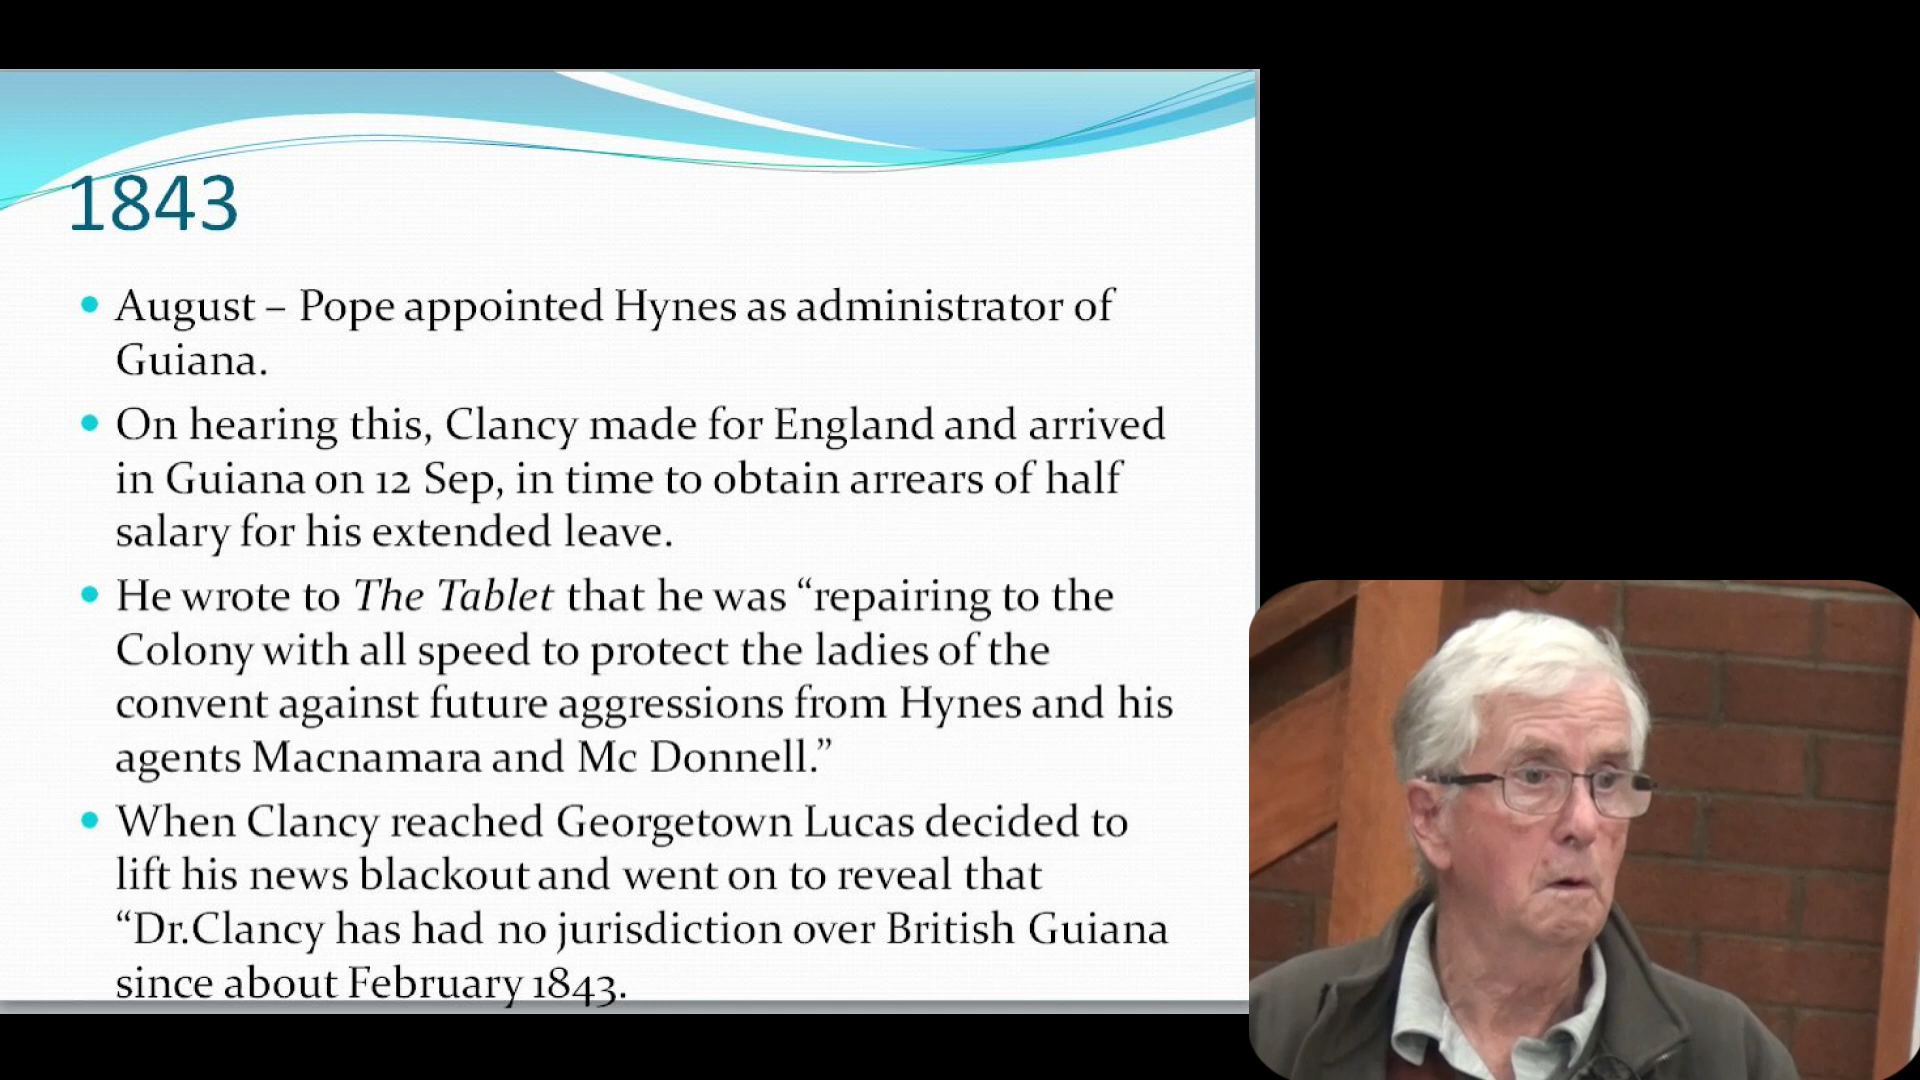 1843
August – Pope appointed Hynes as administrator of
Guiana.
On hearing this, Clancy made for England and arrived
in Guiana on 12 Sep, in time to obtain arrears of half
salary for his extended leave.
He wrote to The Tablet that he was “repairing to the
Colony with all speed to protect the ladies of the
convent against future aggressions from Hynes and his
agents Macnamara and Mc Donnell.”
When Clancy reached Georgetown Lucas decided to
lift his news blackout and went on to reveal that
“Dr.Clancy has had no jurisdiction over British Guiana
since about February 1843.